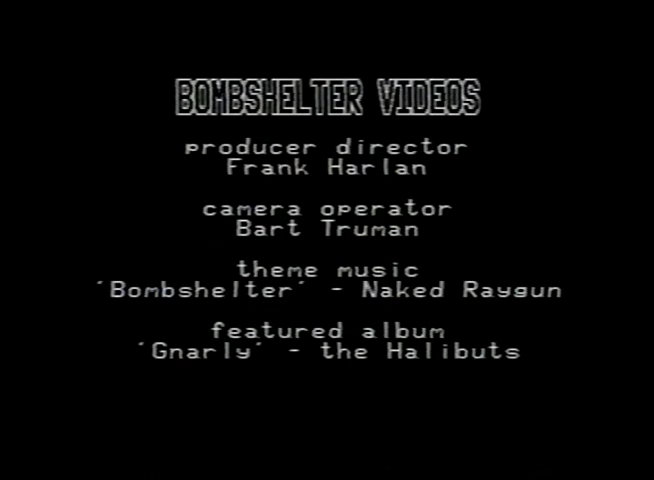 BOMBSHELTER VIDEOS
producer director
Frank Harlan
camera operator
Bart Truman
theme music
'Bombshelter' - Naked Raygun
featured album
'Gnarly' - the Halibuts